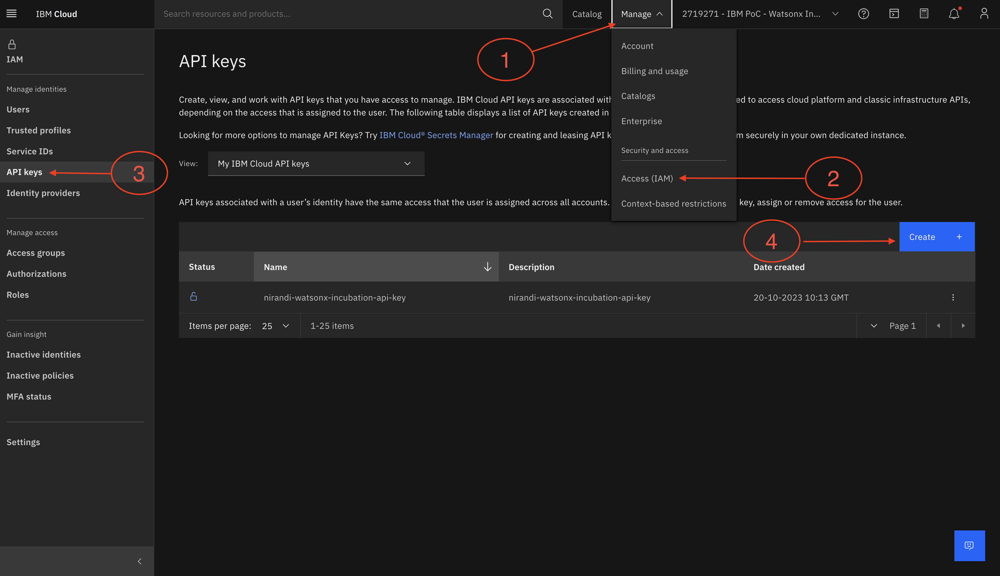 IBM Cloud
Search resources and products...
Catalog
Manage
2719271 - IBM PoC - Watsonx In...
IAM
Manage identities
Users
Trusted profiles
Service IDs
API keys
Identity providers
Manage access
Access groups
Authorizations
Roles
Gain insight
Inactive identities
Inactive policies
MFA status
Settings
Account
Billing and usage
Catalogs
Enterprise
Security and access
Access (IAM)
Context-based restrictions
1
2
3
4
API keys
Create, view, and work with API keys that you have access to manage. IBM Cloud API keys are associated with ed to access cloud platform and classic infrastructure APIs,
depending on the access that is assigned to the user. The following table displays a list of API keys created in
Looking for more options to manage API Keys? Try IBM Cloud® Secrets Manager for creating and leasing API k m securely in your own dedicated instance.
View:
My IBM Cloud API keys
API keys associated with a user’s identity have the same access that the user is assigned across all accounts. key, assign or remove access for the user.
Create +
Status Name Description Date created
nirandi-watsonx-incubation-api-key nirandi-watsonx-incubation-api-key 20-10-2023 10:13 GMT
Items per page: 25 1-25 items Page 1